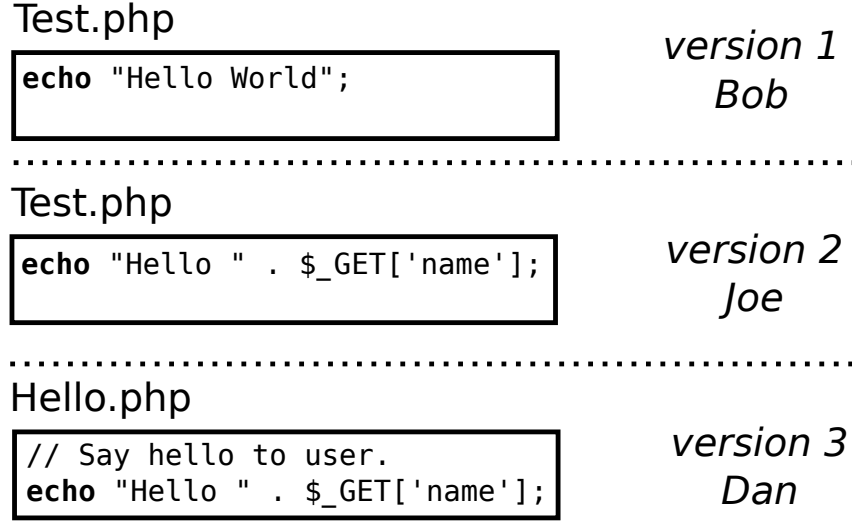 Test.php
version 1
Bob
echo "Hello World";
Test.php
version 2
Joe
echo "Hello " . $_GET['name'];
Hello.php
version 3
Dan
// Say hello to user.
echo "Hello " . $_GET['name'];